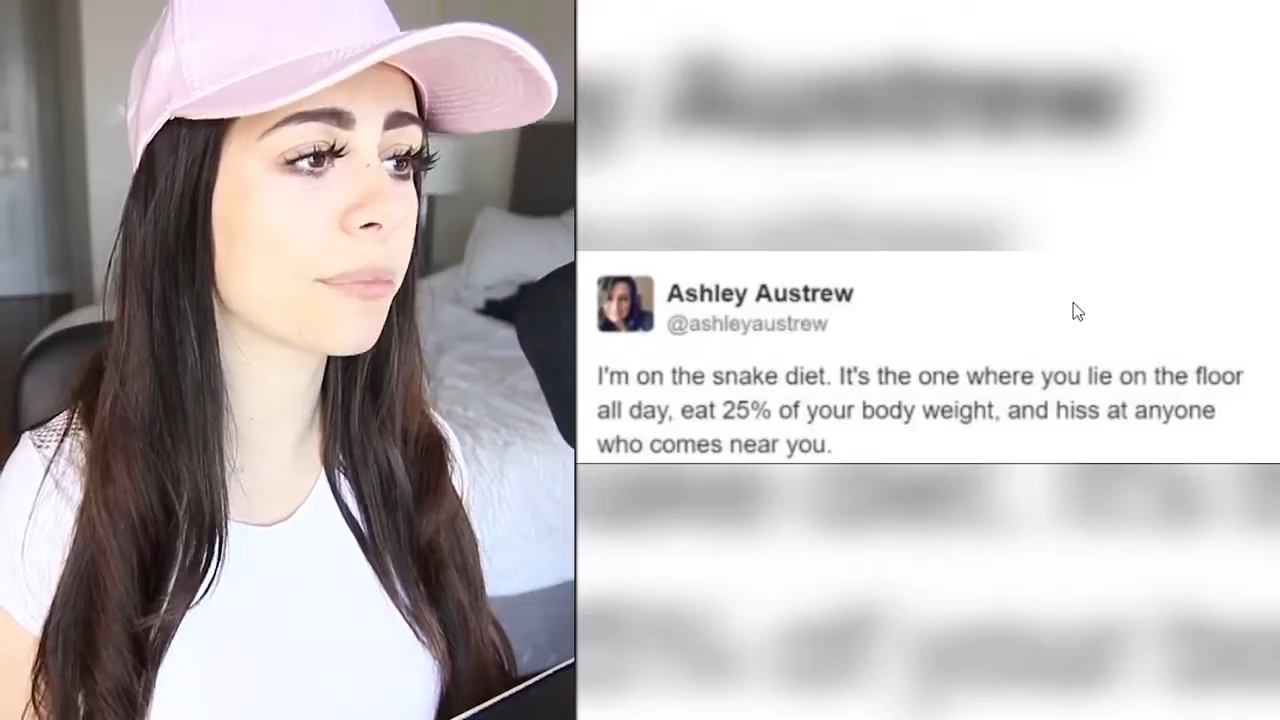 Ashley Austrew
@ashleyaustrew
I'm on the snake diet. It's the one where you lie on the floor
all day, eat 25% of your body weight, and hiss at anyone
who comes near you.